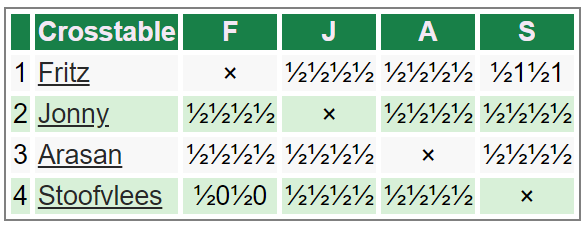 Crosstable F J A S
1 Fritz × ½½½½ ½½½½ ½1½1
2 Jonny ½½½½ × ½½½½ ½½½½
3 Arasan ½½½½ ½½½½ × ½½½½
4 Stoofvlees ½0½0 ½½½½ ½½½½ ×